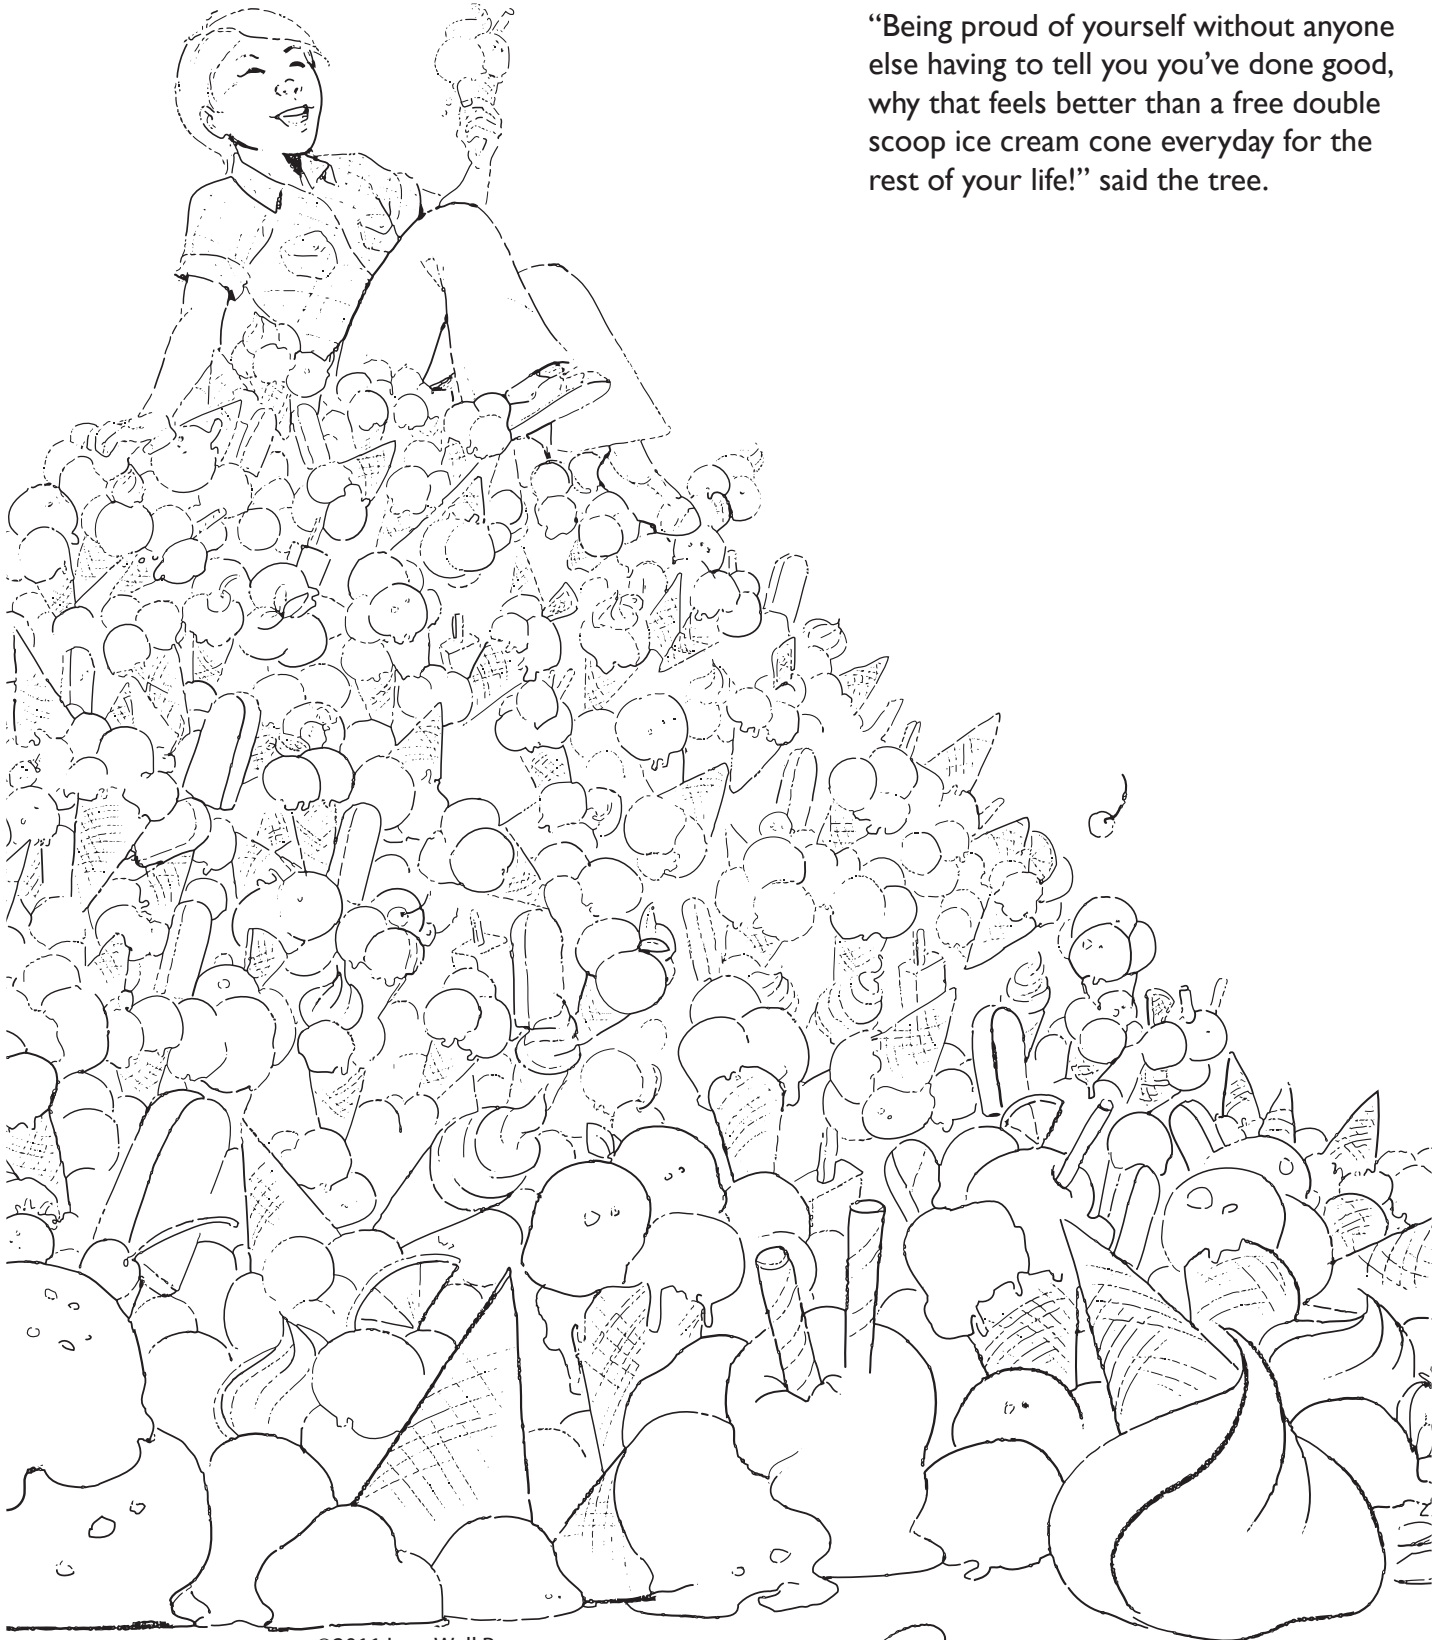 “Being proud of yourself without anyone
else having to tell you you’ve done good,
why that feels better than a free double
scoop ice cream cone everyday for the
rest of your life!” said the tree.